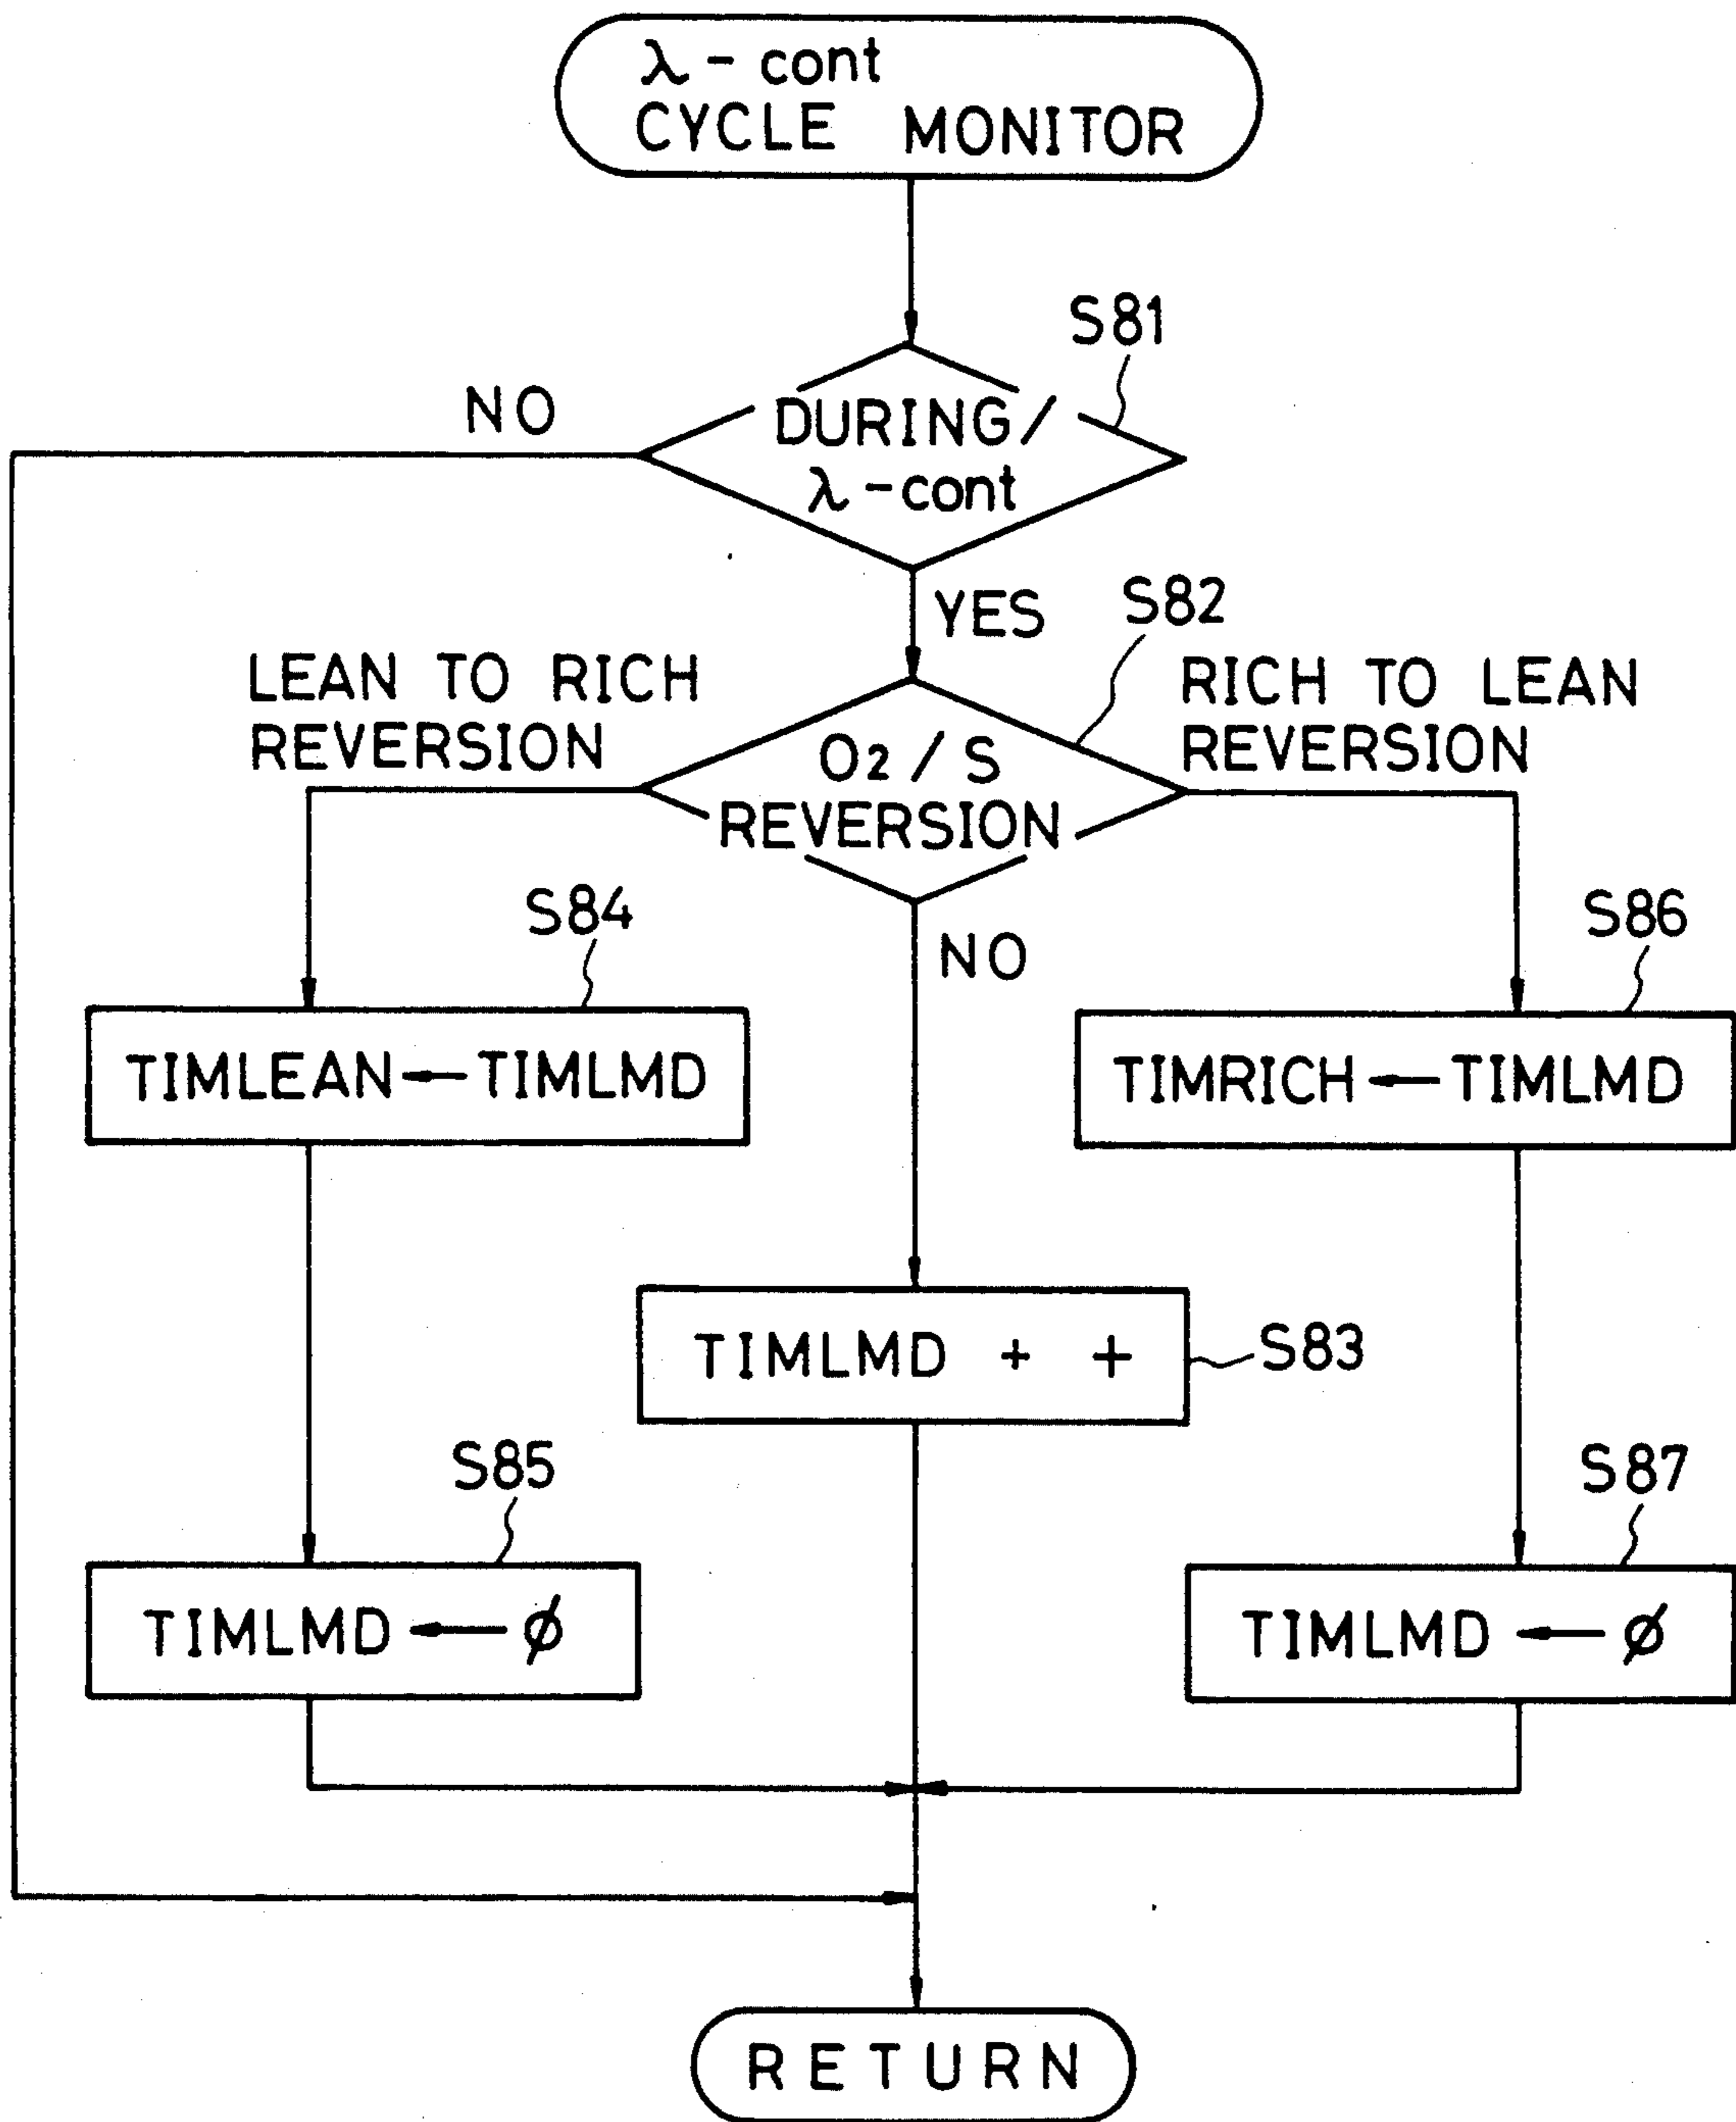 λ - cont
CYCLE MONITOR
S81
NO
DURING/
λ - cont
YES
S82
LEAN TO RICH
REVERSION
RICH TO LEAN
REVERSION
O2 / S
REVERSION
S84
S86
NO
TIMLEAN ← TIMLMD
TIMRICH ← TIMLMD
TIMLMD + +
S83
S85
S87
TIMLMD ← ϕ
TIMLMD ← ϕ
RETURN